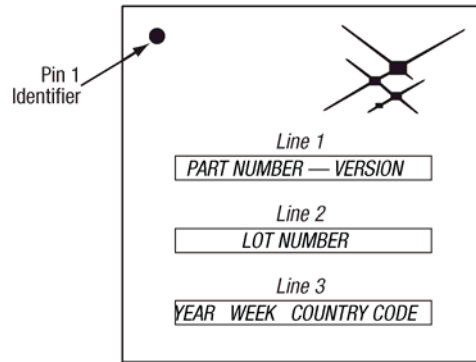 Pin 1
Identifier
Line 1
PART NUMBER — VERSION
Line 2
LOT NUMBER
Line 3
YEAR WEEK COUNTRY CODE